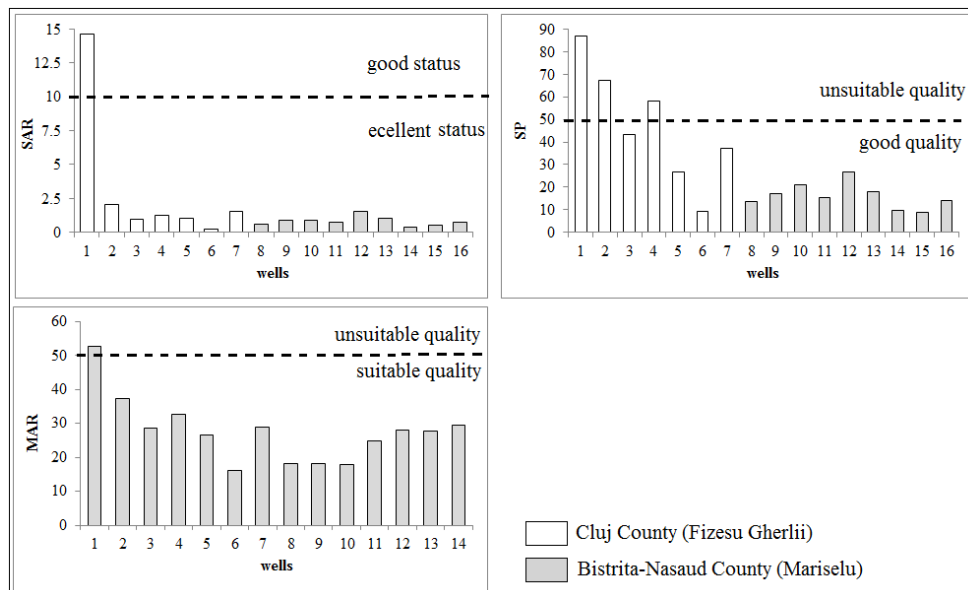 15
12.5
10
7.5
5
2.5
0
SAR
good status
ecellent status
1 2 3 4 5 6 7 8 9 10 11 12 13 14 15 16
wells
90
80
70
60
50
40
30
20
10
0
SP
unsuitable quality
good quality
1 2 3 4 5 6 7 8 9 10 11 12 13 14 15 16
wells
60
50
40
30
20
10
0
MAR
unsuitable quality
suitable quality
1 2 3 4 5 6 7 8 9 10 11 12 13 14
wells
Cluj County (Fizesu Gherlii)
Bistrita-Nasaud County (Mariselu)